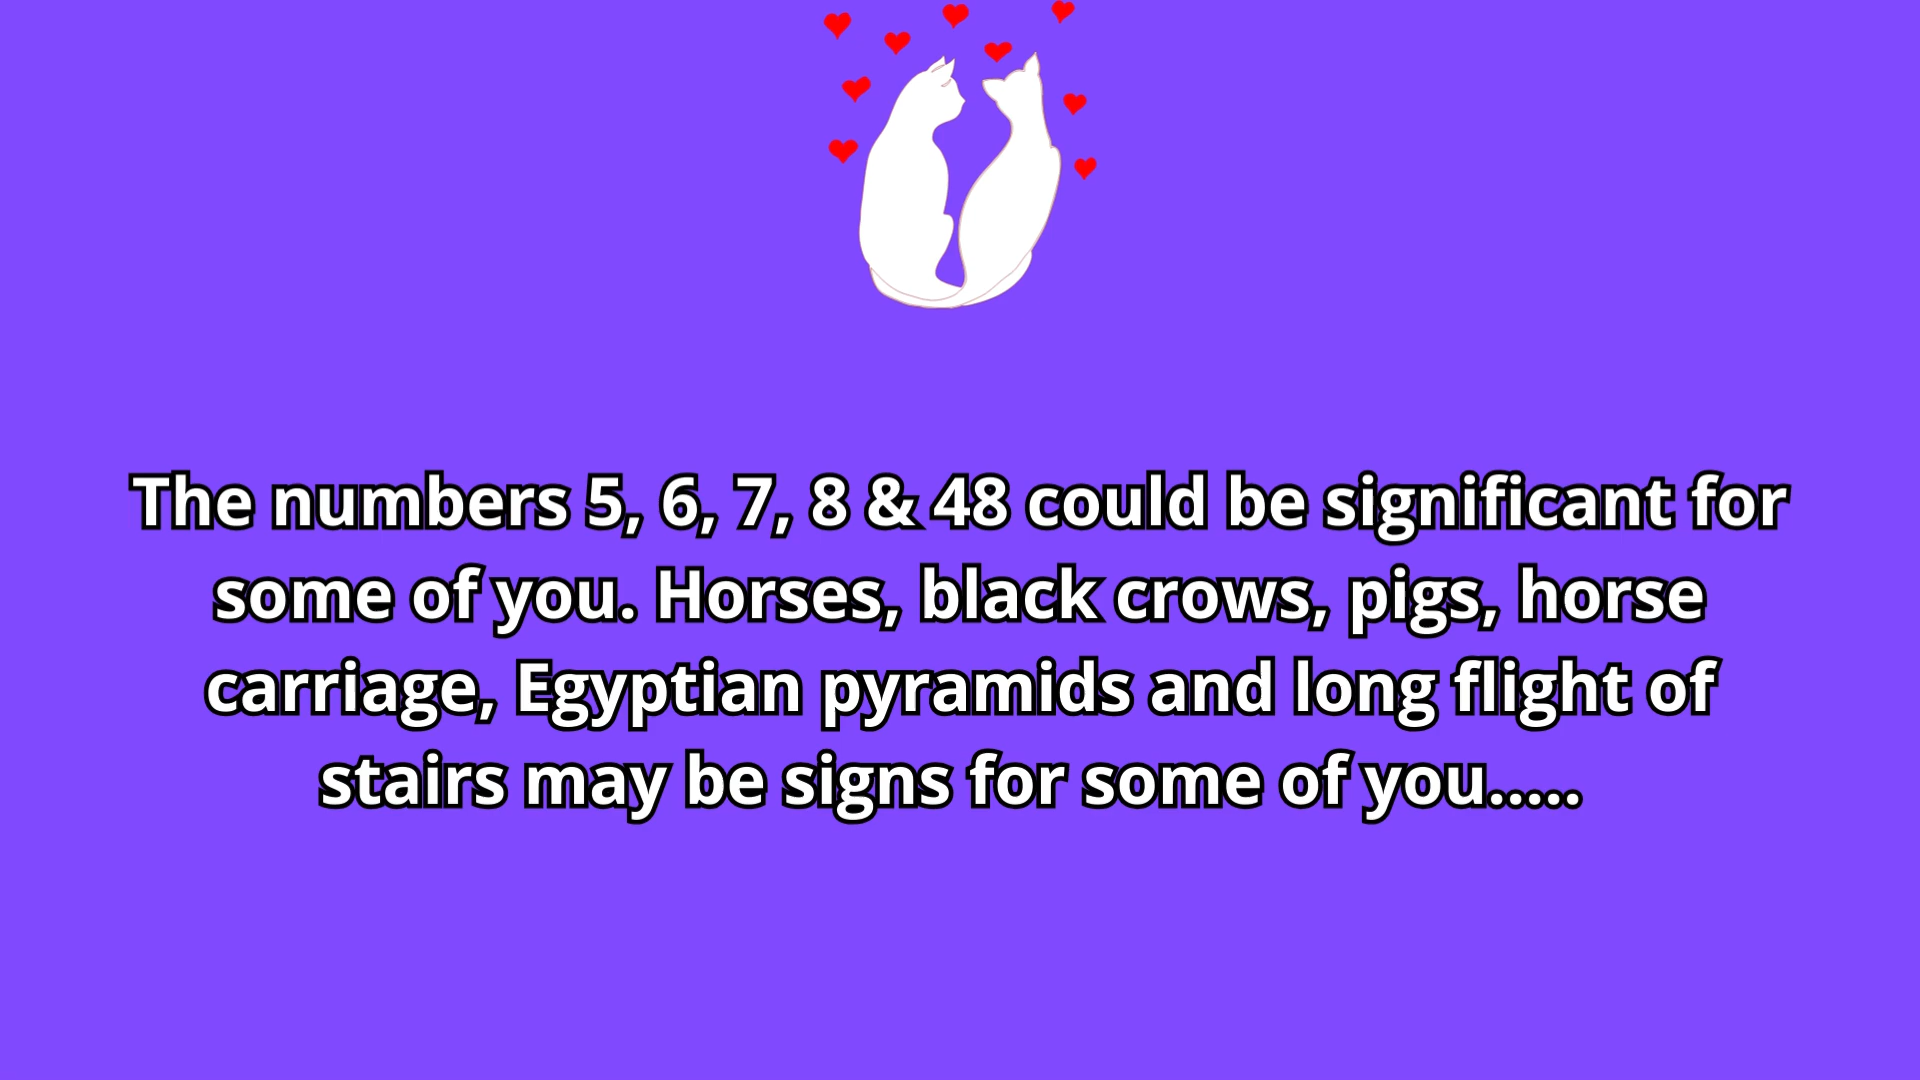 The numbers 5, 6, 7, 8 & 48 could be significant for
some of you. Horses, black crows, pigs, horse
carriage, Egyptian pyramids and long flight of
stairs may be signs for some of you.....